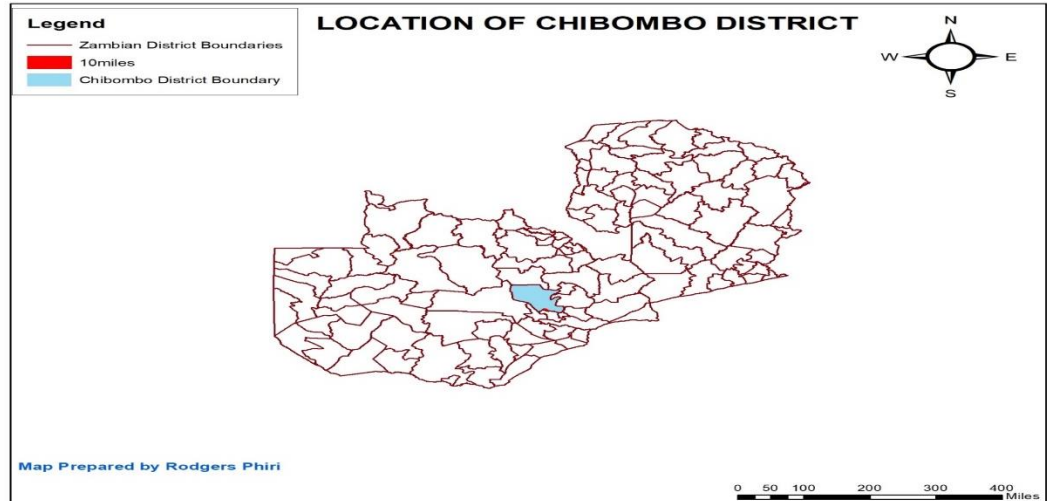 Legend
Zambian District Boundaries
10miles
Chibombo District Boundary
LOCATION OF CHIBOMBO DISTRICT
N
W E
S
Map Prepared by Rodgers Phiri
0 50 100 200 300 400
Miles